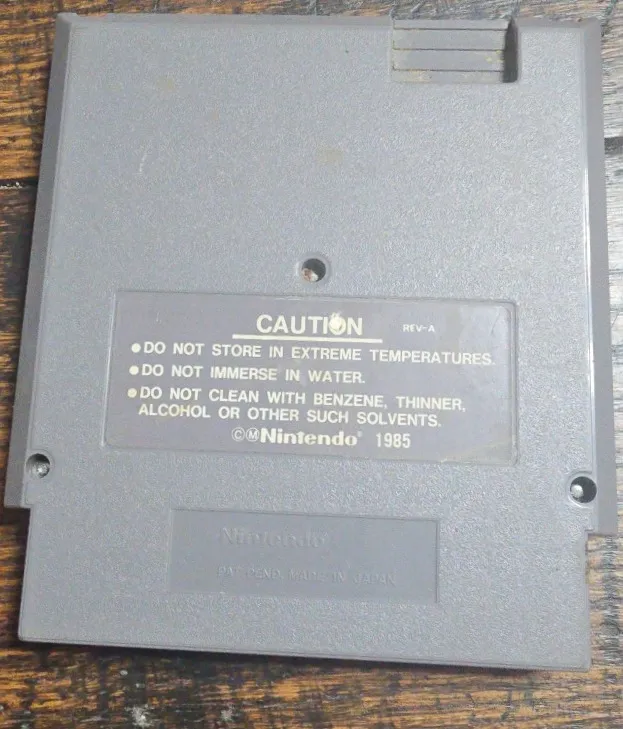 CAUTION REV-A
●DO NOT STORE IN EXTREME TEMPERATURES.
●DO NOT IMMERSE IN WATER.
●DO NOT CLEAN WITH BENZENE, THINNER,
ALCOHOL OR OTHER SUCH SOLVENTS.
©Ⓜ Nintendo® 1985
Nintendo®
PAT. PEND. MADE IN JAPAN